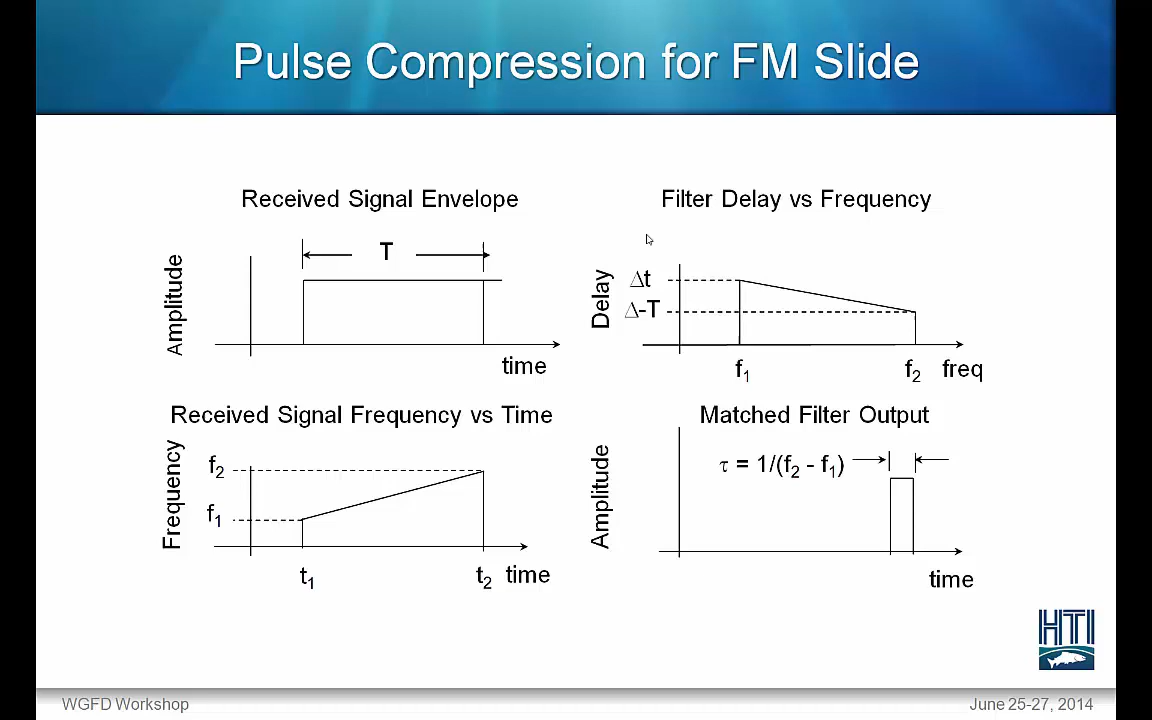 Pulse Compression for FM Slide
Received Signal Envelope
T
Amplitude
time
Filter Delay vs Frequency
Delay
Δt
Δ-T
f₁
f₂
freq
Received Signal Frequency vs Time
Frequency
f₂
f₁
t₁
t₂
time
Matched Filter Output
Amplitude
τ = 1/(f₂ - f₁)
time
HTI
WGFD Workshop
June 25-27, 2014